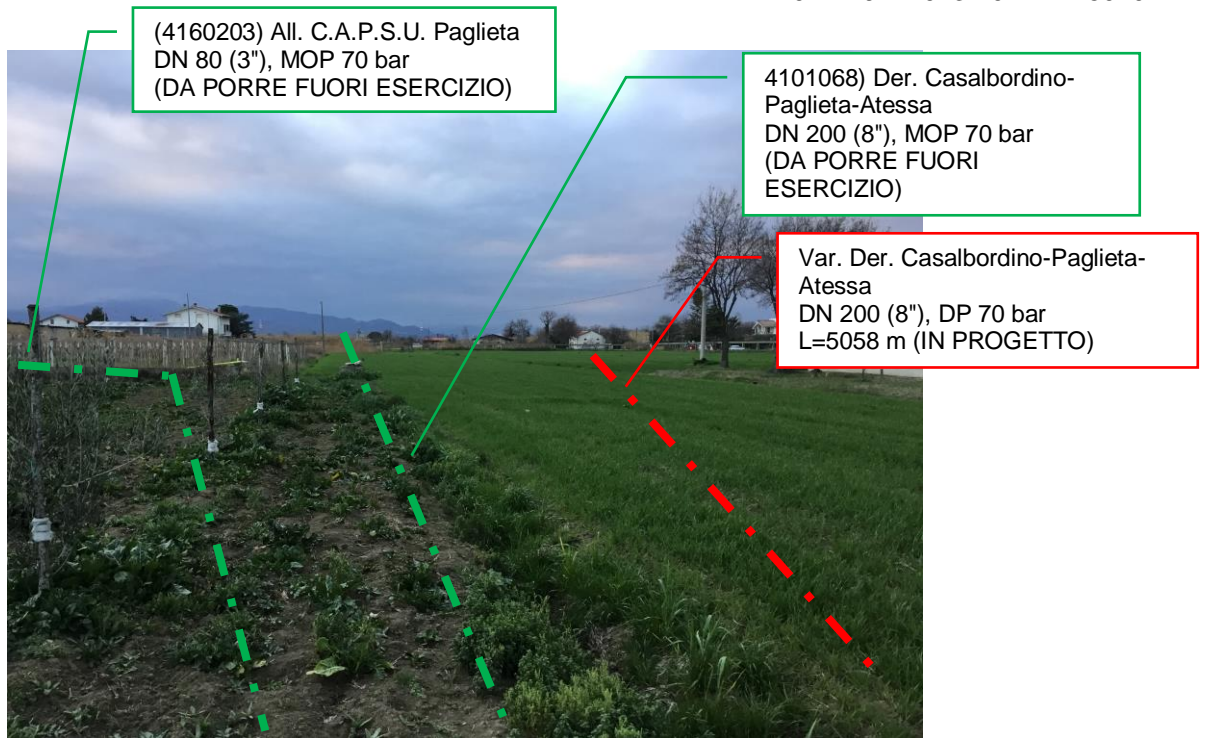 (4160203) All. C.A.P.S.U. Paglieta
DN 80 (3"), MOP 70 bar
(DA PORRE FUORI ESERCIZIO)
4101068) Der. Casalbordino-
Paglieta-Atessa
DN 200 (8"), MOP 70 bar
(DA PORRE FUORI
ESERCIZIO)
Var. Der. Casalbordino-Paglieta-
Atessa
DN 200 (8"), DP 70 bar
L=5058 m (IN PROGETTO)